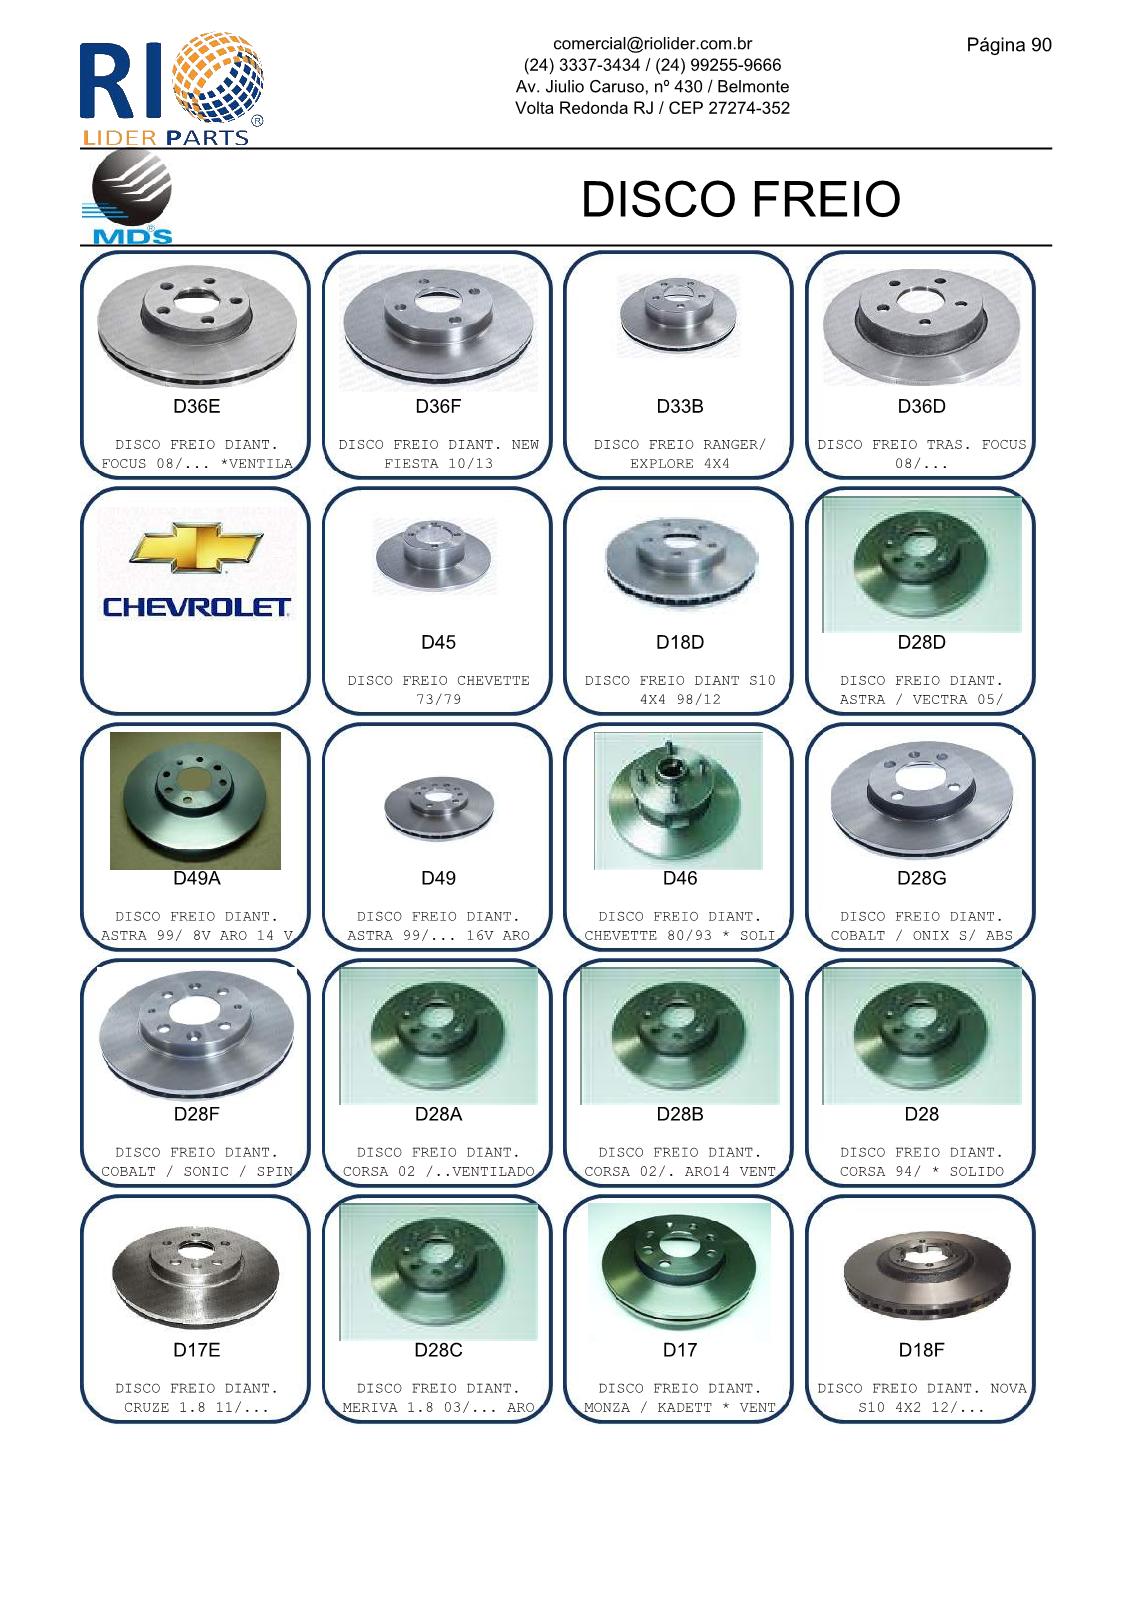 RIO
LIDER PARTS
comercial@riolider.com.br
(24) 3337-3434 / (24) 99255-9666
Av. Jiulio Caruso, nº 430 / Belmonte
Volta Redonda RJ / CEP 27274-352
Página 90
MDS
DISCO FREIO
D36E
DISCO FREIO DIANT.
FOCUS 08/... *VENTILA
D36F
DISCO FREIO DIANT. NEW
FIESTA 10/13
D33B
DISCO FREIO RANGER/
EXPLORE 4X4
D36D
DISCO FREIO TRAS. FOCUS
08/...
CHEVROLET
D45
DISCO FREIO CHEVETTE
73/79
D18D
DISCO FREIO DIANT S10
4X4 98/12
D28D
DISCO FREIO DIANT.
ASTRA / VECTRA 05/
D49A
DISCO FREIO DIANT.
ASTRA 99/ 8V ARO 14 V
D49
DISCO FREIO DIANT.
ASTRA 99/... 16V ARO
D46
DISCO FREIO DIANT.
CHEVETTE 80/93 * SOLI
D28G
DISCO FREIO DIANT.
COBALT / ONIX S/ ABS
D28F
DISCO FREIO DIANT.
COBALT / SONIC / SPIN
D28A
DISCO FREIO DIANT.
CORSA 02 /..VENTILADO
D28B
DISCO FREIO DIANT.
CORSA 02/. ARO14 VENT
D28
DISCO FREIO DIANT.
CORSA 94/ * SOLIDO
D17E
DISCO FREIO DIANT.
CRUZE 1.8 11/...
D28C
DISCO FREIO DIANT.
MERIVA 1.8 03/... ARO
D17
DISCO FREIO DIANT.
MONZA / KADETT * VENT
D18F
DISCO FREIO DIANT. NOVA
S10 4X2 12/...